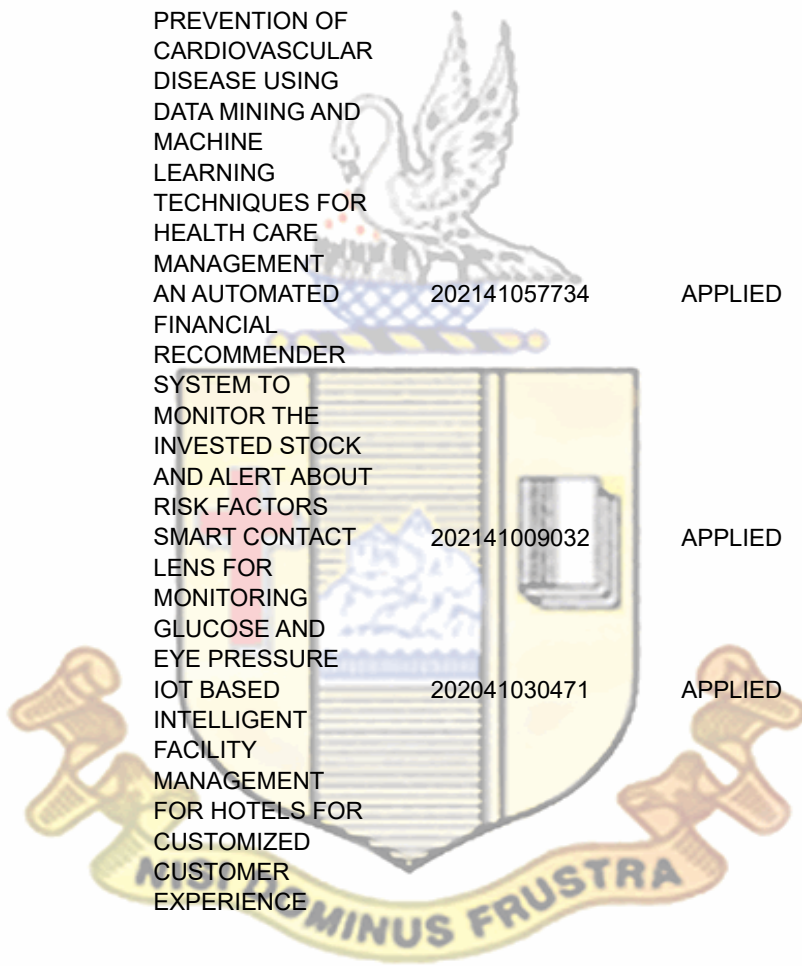 PREVENTION OF
CARDIOVASCULAR
DISEASE USING
DATA MINING AND
MACHINE
LEARNING
TECHNIQUES FOR
HEALTH CARE
MANAGEMENT
AN AUTOMATED 202141057734 APPLIED
FINANCIAL
RECOMMENDER
SYSTEM TO
MONITOR THE
INVESTED STOCK
AND ALERT ABOUT
RISK FACTORS
SMART CONTACT 202141009032 APPLIED
LENS FOR
MONITORING
GLUCOSE AND
EYE PRESSURE
IOT BASED 202041030471 APPLIED
INTELLIGENT
FACILITY
MANAGEMENT
FOR HOTELS FOR
CUSTOMIZED
CUSTOMER
EXPERIENCE
NISI DOMINUS FRUSTRA